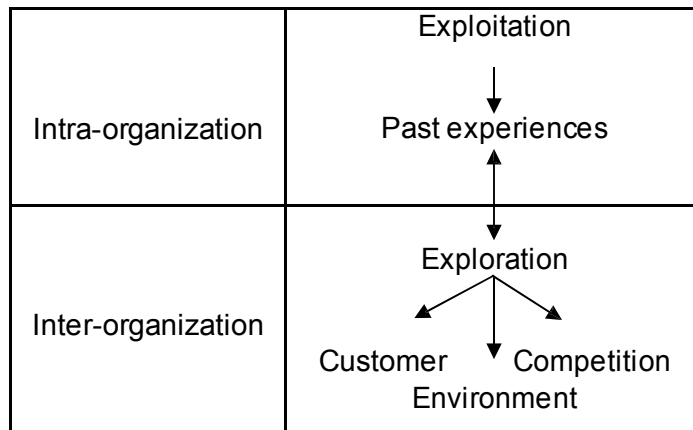 Exploitation
Intra-organization
Past experiences
Exploration
Inter-organization
Customer
Competition
Environment